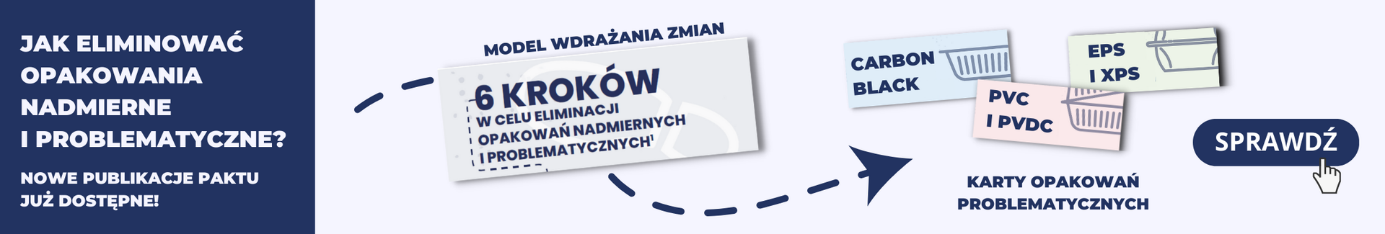 JAK ELIMINOWAĆ
OPAKOWANIA
NADMIERNE
I PROBLEMATYCZNE?
NOWE PUBLIKACJE PAKTU
JUŻ DOSTĘPNE!
MODEL WDRAŻANIA ZMIAN
6 KROKÓW
W CELU ELIMINACJI
OPAKOWAŃ NADMIERNYCH
I PROBLEMATYCZNYCH¹
CARBON
BLACK
EPS
I XPS
PVC
I PVDC
KARTY OPAKOWAŃ
PROBLEMATYCZNYCH
SPRAWDŹ